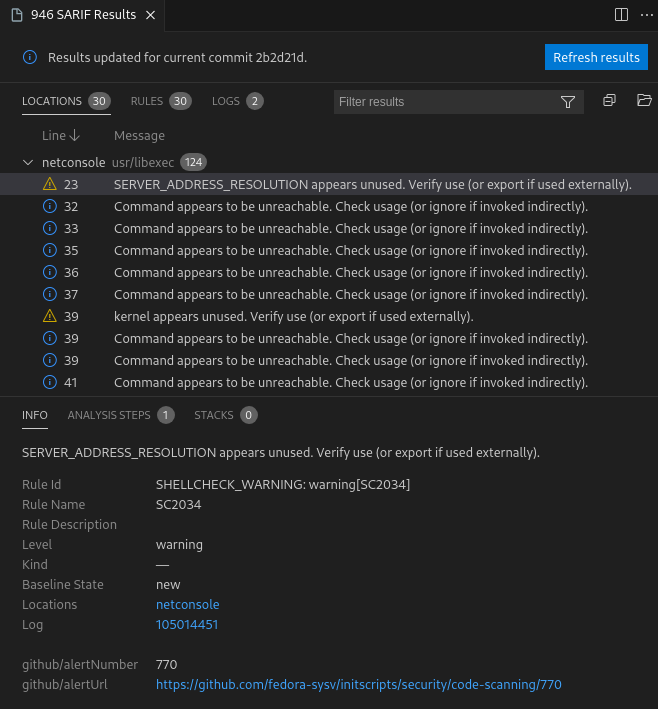 946 SARIF Results
Results updated for current commit 2b2d21d.
Refresh results
LOCATIONS 30 RULES 30 LOGS 2
Filter results
Line Message
netconsole usr/libexec 124
23 SERVER_ADDRESS_RESOLUTION appears unused. Verify use (or export if used externally).
32 Command appears to be unreachable. Check usage (or ignore if invoked indirectly).
33 Command appears to be unreachable. Check usage (or ignore if invoked indirectly).
35 Command appears to be unreachable. Check usage (or ignore if invoked indirectly).
36 Command appears to be unreachable. Check usage (or ignore if invoked indirectly).
37 Command appears to be unreachable. Check usage (or ignore if invoked indirectly).
39 kernel appears unused. Verify use (or export if used externally).
39 Command appears to be unreachable. Check usage (or ignore if invoked indirectly).
39 Command appears to be unreachable. Check usage (or ignore if invoked indirectly).
41 Command appears to be unreachable. Check usage (or ignore if invoked indirectly).
INFO ANALYSIS STEPS 1 STACKS 0
SERVER_ADDRESS_RESOLUTION appears unused. Verify use (or export if used externally).
Rule Id SHELLCHECK_WARNING: warning[SC2034]
Rule Name SC2034
Rule Description
Level warning
Kind —
Baseline State new
Locations netconsole
Log 105014451
github/alertNumber 770
github/alertUrl https://github.com/fedora-sysv/initscripts/security/code-scanning/770